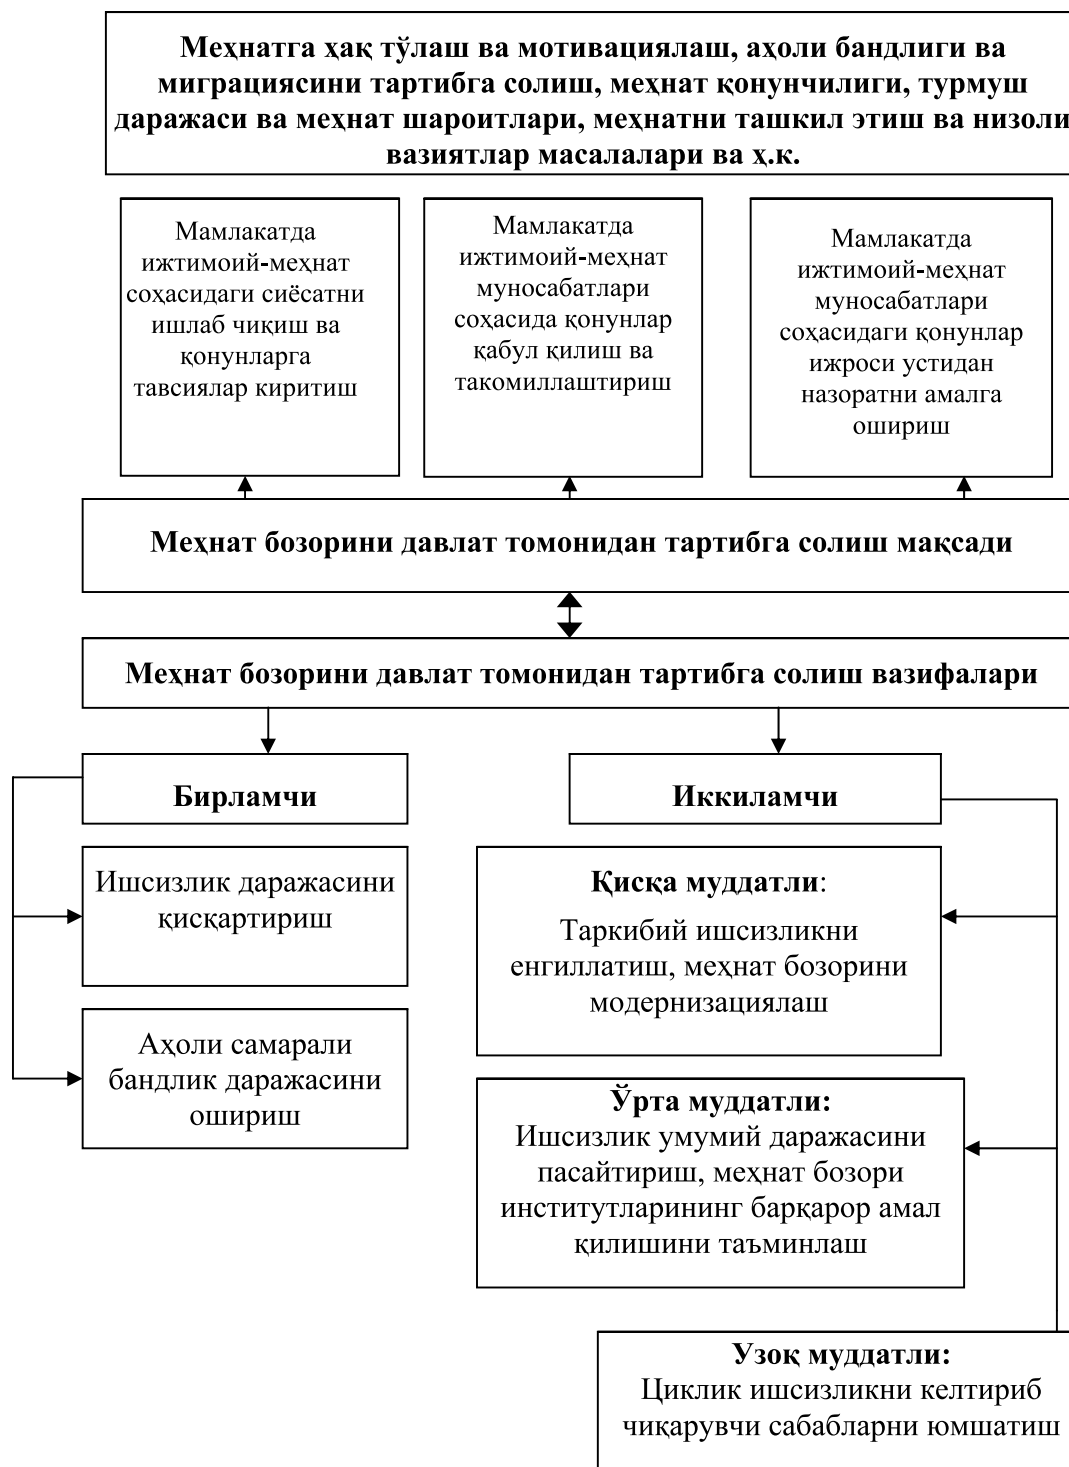 Меҳнатга ҳақ тўлаш ва мотивациялаш, аҳоли бандлиги ва
миграциясини тартибга солиш, меҳнат қонунчилиги, турмуш
даражаси ва меҳнат шароитлари, меҳнатни ташкил этиш ва низоли
вазиятлар масалалари ва ҳ.к.
Мамлакатда
ижтимоий-меҳнат
соҳасидаги сиёсатни
ишлаб чиқиш ва
қонунларга
тавсиялар киритиш
Мамлакатда
ижтимоий-меҳнат
муносабатлари
соҳасида қонунлар
қабул қилиш ва
такомиллаштириш
Мамлакатда
ижтимоий-меҳнат
муносабатлари
соҳасидаги қонунлар
ижроси устидан
назоратни амалга
ошириш
Меҳнат бозорини давлат томонидан тартибга солиш мақсади
Меҳнат бозорини давлат томонидан тартибга солиш вазифалари
Бирламчи
Ишсизлик даражасини
қисқартириш
Аҳоли самарали
бандлик даражасини
ошириш
Иккиламчи
Қисқа муддатли:
Таркибий ишсизликни
енгиллатиш, меҳнат бозорини
модернизациялаш
Ўрта муддатли:
Ишсизлик умумий даражасини
пасайтириш, меҳнат бозори
институтларининг барқарор амал
қилишини таъминлаш
Узоқ муддатли:
Циклик ишсизликни келтириб
чиқарувчи сабабларни юмшатиш